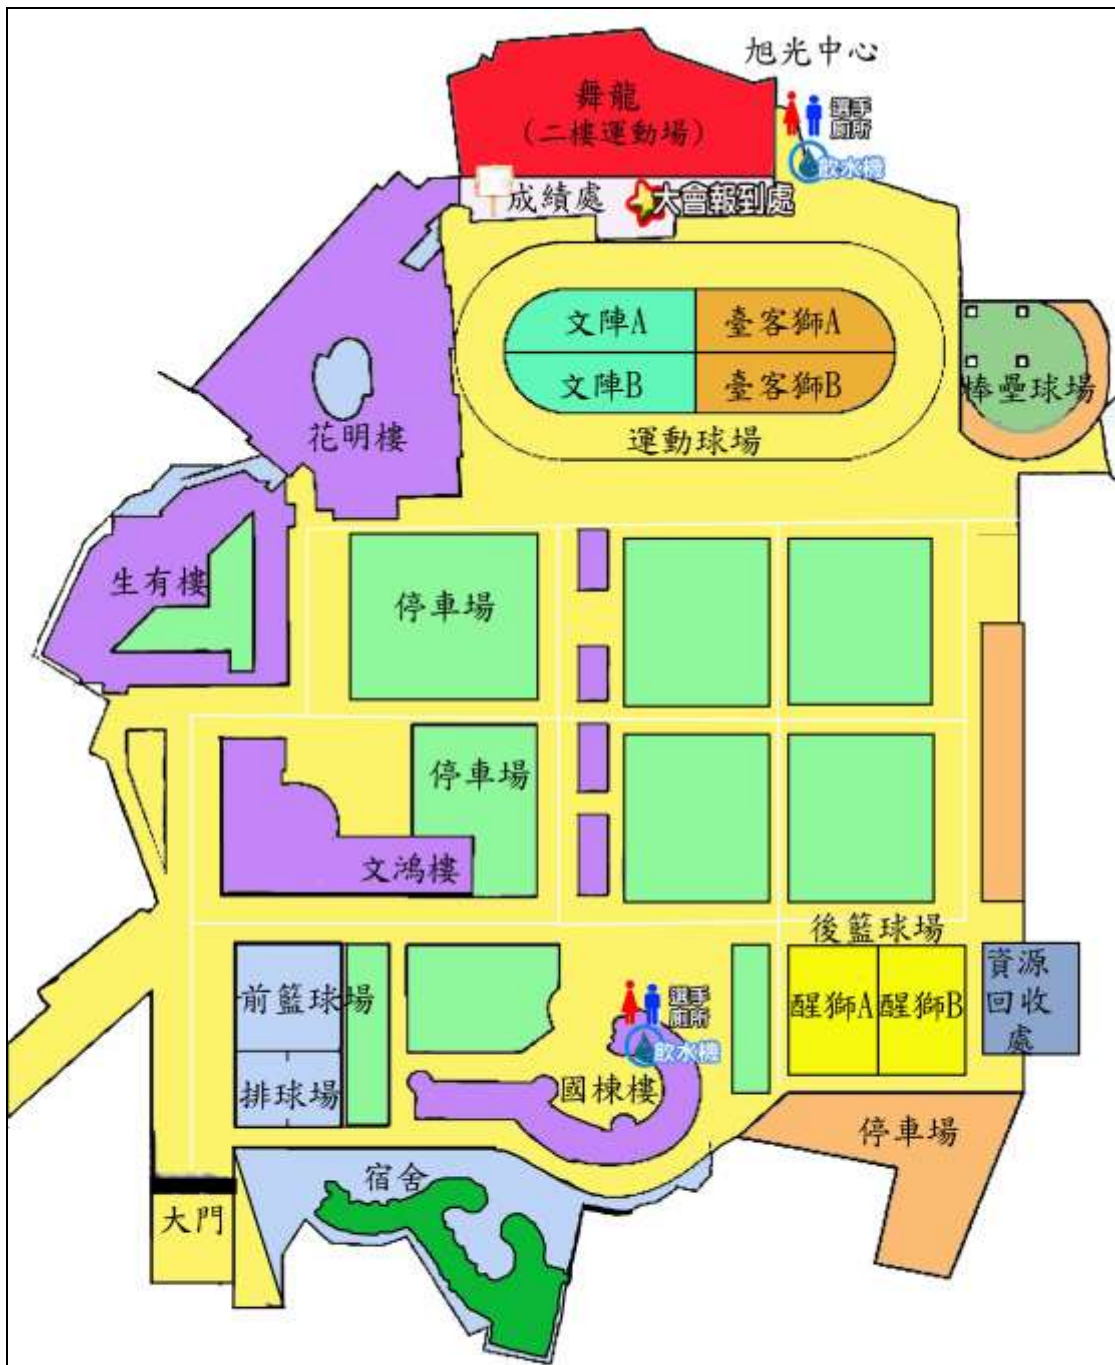 旭光中心
舞龍
(二樓運動場)
選手
廁所
飲水機
成績處
大會報到處
文陣A
臺客獅A
文陣B
臺客獅B
棒壘球場
花明樓
運動球場
生有樓
停車場
停車場
文鴻樓
後籃球場
前籃球場
選手
廁所
飲水機
醒獅A
醒獅B
資源
回收
處
排球場
國棟樓
停車場
宿舍
大門